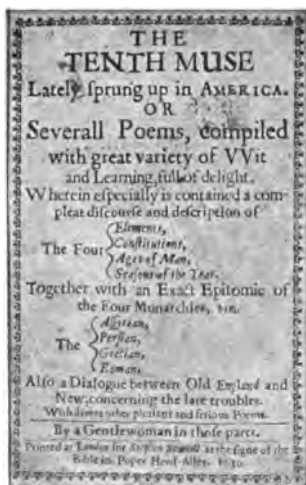 THE
TENTH MUSE
Lately sprung up in AMERICA.
OR
Severall Poems, compiled
with great variety of VVit
and Learning, full of delight.
Wherein especially is contained a com-
pleat discourse and description of
The Four
Elements,
Constitutions,
Ages of Man,
Seasons of the Year.
Together with an Exact Epitomie of
the Four Monarchies, viz.
The
Assyrian,
Persian,
Grecian,
Roman.
Also a Dialogue between Old England and
New, concerning the late troubles.
With divers other pleasant and serious Poems.
By a Gentlewoman in those parts.
Printed at London for Stephen Bowtell at the signe of the
Bible in Popes Head-Alley. 1650.